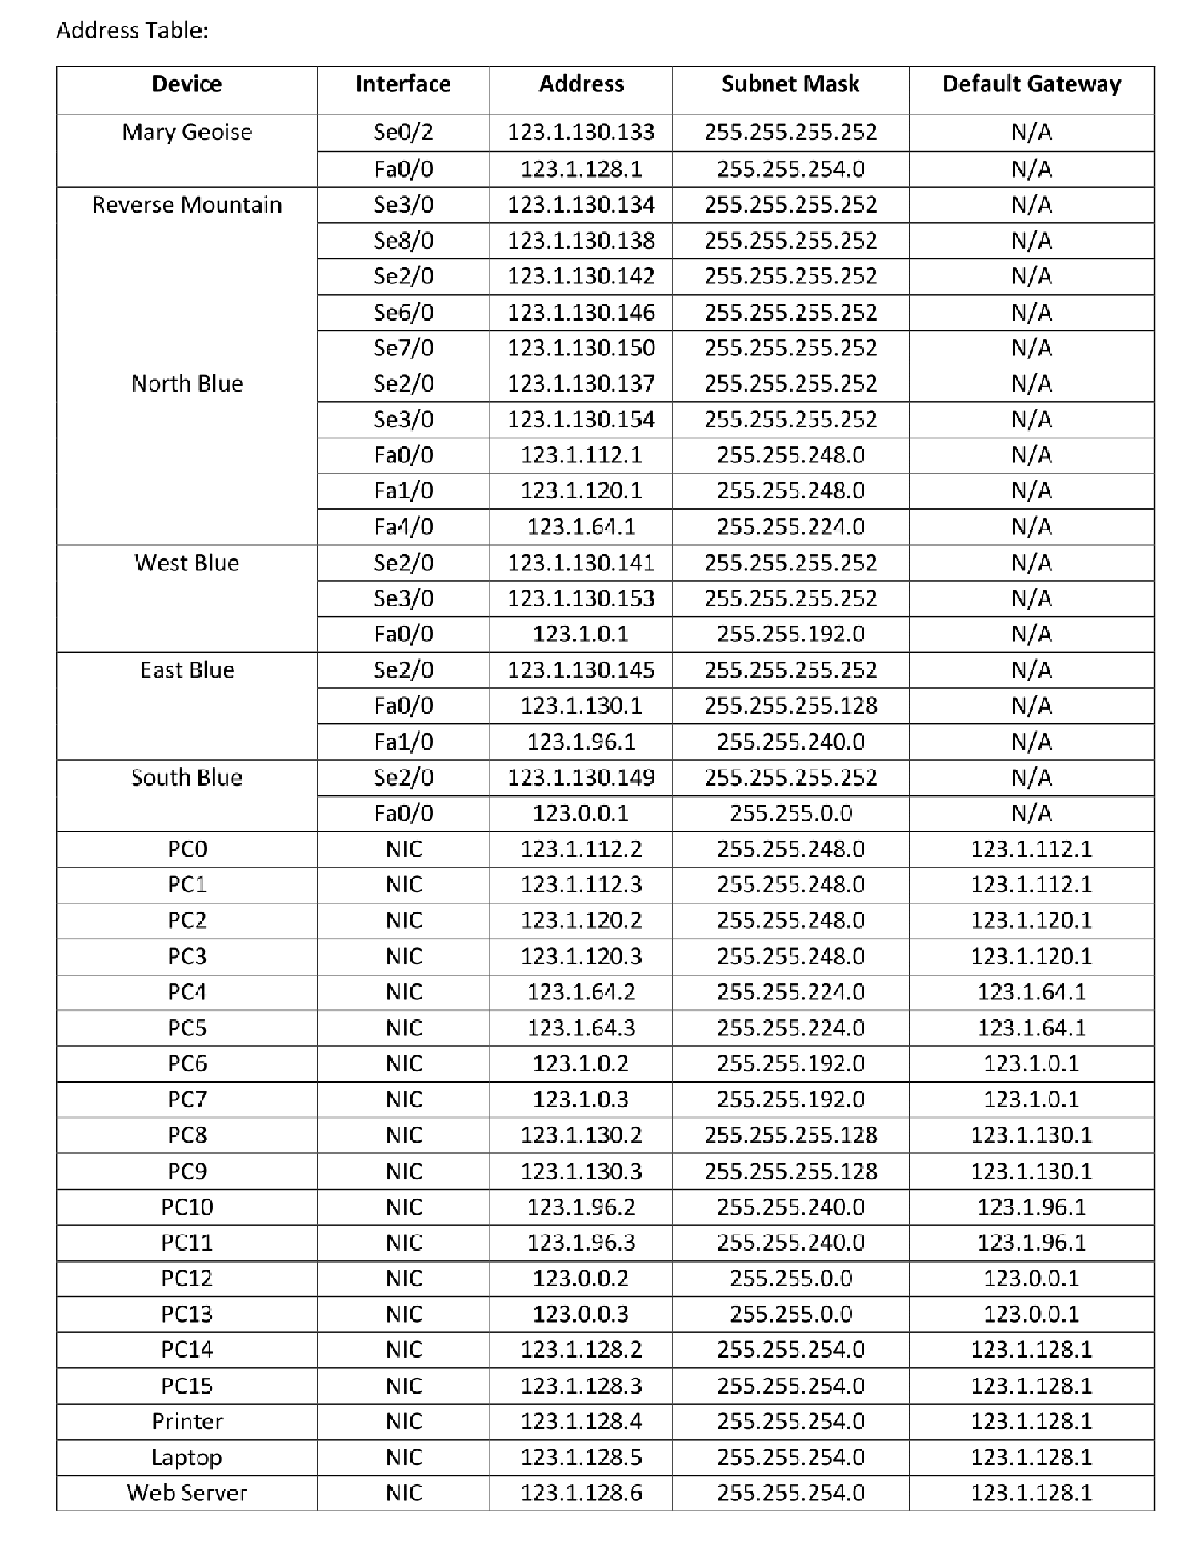 Address Table:
Device Interface Address Subnet Mask Default Gateway
Mary Geoise Se0/2 123.1.130.133 255.255.255.252 N/A
Fa0/0 123.1.128.1 255.255.254.0 N/A
Reverse Mountain Se3/0 123.1.130.134 255.255.255.252 N/A
Se8/0 123.1.130.138 255.255.255.252 N/A
Se2/0 123.1.130.142 255.255.255.252 N/A
Se6/0 123.1.130.146 255.255.255.252 N/A
Se7/0 123.1.130.150 255.255.255.252 N/A
North Blue Se2/0 123.1.130.137 255.255.255.252 N/A
Se3/0 123.1.130.154 255.255.255.252 N/A
Fa0/0 123.1.112.1 255.255.248.0 N/A
Fa1/0 123.1.120.1 255.255.248.0 N/A
Fa4/0 123.1.64.1 255.255.224.0 N/A
West Blue Se2/0 123.1.130.141 255.255.255.252 N/A
Se3/0 123.1.130.153 255.255.255.252 N/A
Fa0/0 123.1.0.1 255.255.192.0 N/A
East Blue Se2/0 123.1.130.145 255.255.255.252 N/A
Fa0/0 123.1.130.1 255.255.255.128 N/A
Fa1/0 123.1.96.1 255.255.240.0 N/A
South Blue Se2/0 123.1.130.149 255.255.255.252 N/A
Fa0/0 123.0.0.1 255.255.0.0 N/A
PC0 NIC 123.1.112.2 255.255.248.0 123.1.112.1
PC1 NIC 123.1.112.3 255.255.248.0 123.1.112.1
PC2 NIC 123.1.120.2 255.255.248.0 123.1.120.1
PC3 NIC 123.1.120.3 255.255.248.0 123.1.120.1
PC4 NIC 123.1.64.2 255.255.224.0 123.1.64.1
PC5 NIC 123.1.64.3 255.255.224.0 123.1.64.1
PC6 NIC 123.1.0.2 255.255.192.0 123.1.0.1
PC7 NIC 123.1.0.3 255.255.192.0 123.1.0.1
PC8 NIC 123.1.130.2 255.255.255.128 123.1.130.1
PC9 NIC 123.1.130.3 255.255.255.128 123.1.130.1
PC10 NIC 123.1.96.2 255.255.240.0 123.1.96.1
PC11 NIC 123.1.96.3 255.255.240.0 123.1.96.1
PC12 NIC 123.0.0.2 255.255.0.0 123.0.0.1
PC13 NIC 123.0.0.3 255.255.0.0 123.0.0.1
PC14 NIC 123.1.128.2 255.255.254.0 123.1.128.1
PC15 NIC 123.1.128.3 255.255.254.0 123.1.128.1
Printer NIC 123.1.128.4 255.255.254.0 123.1.128.1
Laptop NIC 123.1.128.5 255.255.254.0 123.1.128.1
Web Server NIC 123.1.128.6 255.255.254.0 123.1.128.1